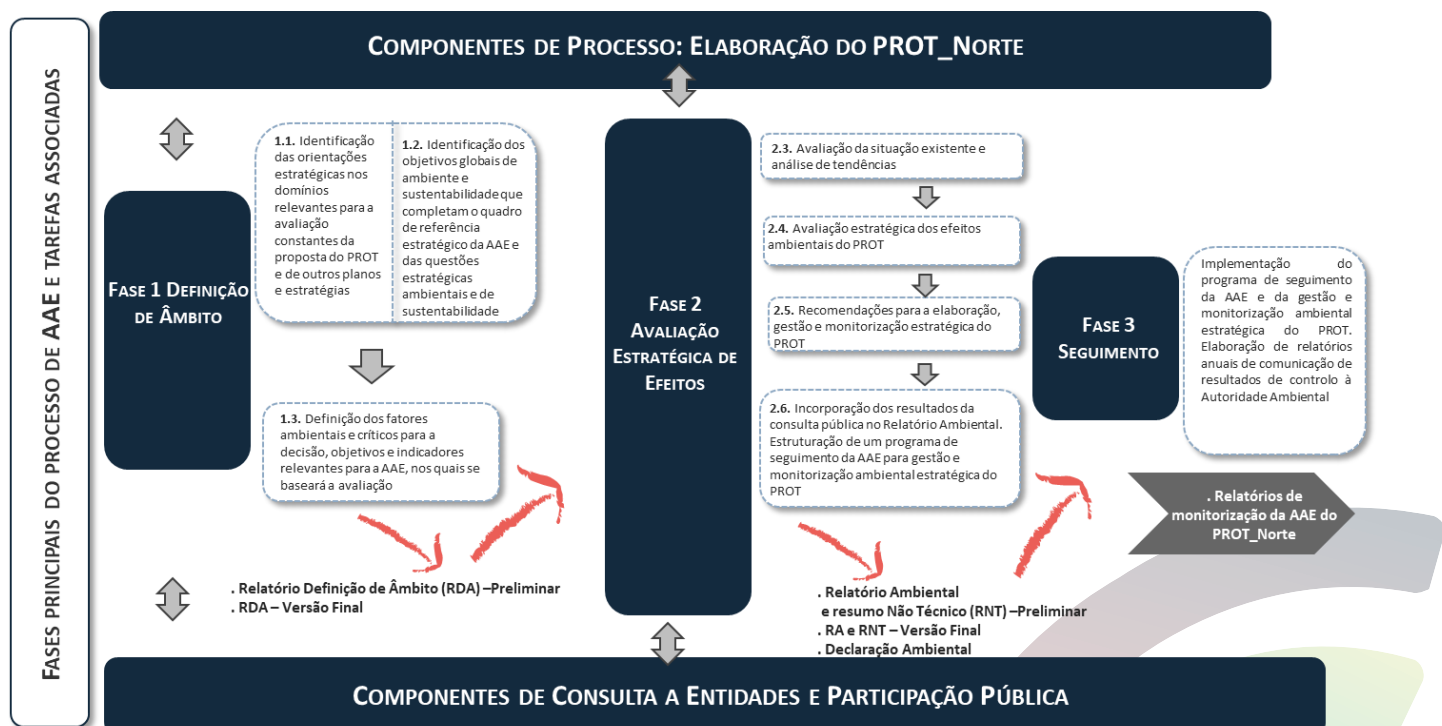 FASES PRINCIPAIS DO PROCESSO DE AAE E TAREFAS ASSOCIADAS
COMPONENTES DE PROCESSO: ELABORAÇÃO DO PROT_NORTE
FASE 1 DEFINIÇÃO
DE ÂMBITO
1.1. Identificação
das orientações
estratégicas nos
domínios
relevantes para a
avaliação
constantes da
proposta do PROT
e de outros planos
e estratégias
1.2. Identificação dos
objetivos globais de
ambiente e
sustentabilidade que
completam o quadro
de referência
estratégico da AAE e
das questões
estratégicas
ambientais e de
sustentabilidade
1.3. Definição dos fatores
ambientais e críticos para a
decisão, objetivos e indicadores
relevantes para a AAE, nos quais se
baseará a avaliação
. Relatório Definição de Âmbito (RDA) –Preliminar
. RDA – Versão Final
FASE 2
AVALIAÇÃO
ESTRATÉGICA DE
EFEITOS
2.3. Avaliação da situação existente e
análise de tendências
2.4. Avaliação estratégica dos efeitos
ambientais do PROT
2.5. Recomendações para a elaboração,
gestão e monitorização estratégica do
PROT
2.6. Incorporação dos resultados da
consulta pública no Relatório Ambiental.
Estruturação de um programa de
seguimento da AAE para gestão e
monitorização ambiental estratégica do
PROT
. Relatório Ambiental
e resumo Não Técnico (RNT) –Preliminar
. RA e RNT – Versão Final
. Declaração Ambiental
FASE 3
SEGUIMENTO
Implementação do
programa de seguimento
da AAE e da gestão e
monitorização ambiental
estratégica do PROT.
Elaboração de relatórios
anuais de comunicação de
resultados de controlo à
Autoridade Ambiental
. Relatórios de
monitorização da AAE do
PROT_Norte
COMPONENTES DE CONSULTA A ENTIDADES E PARTICIPAÇÃO PÚBLICA